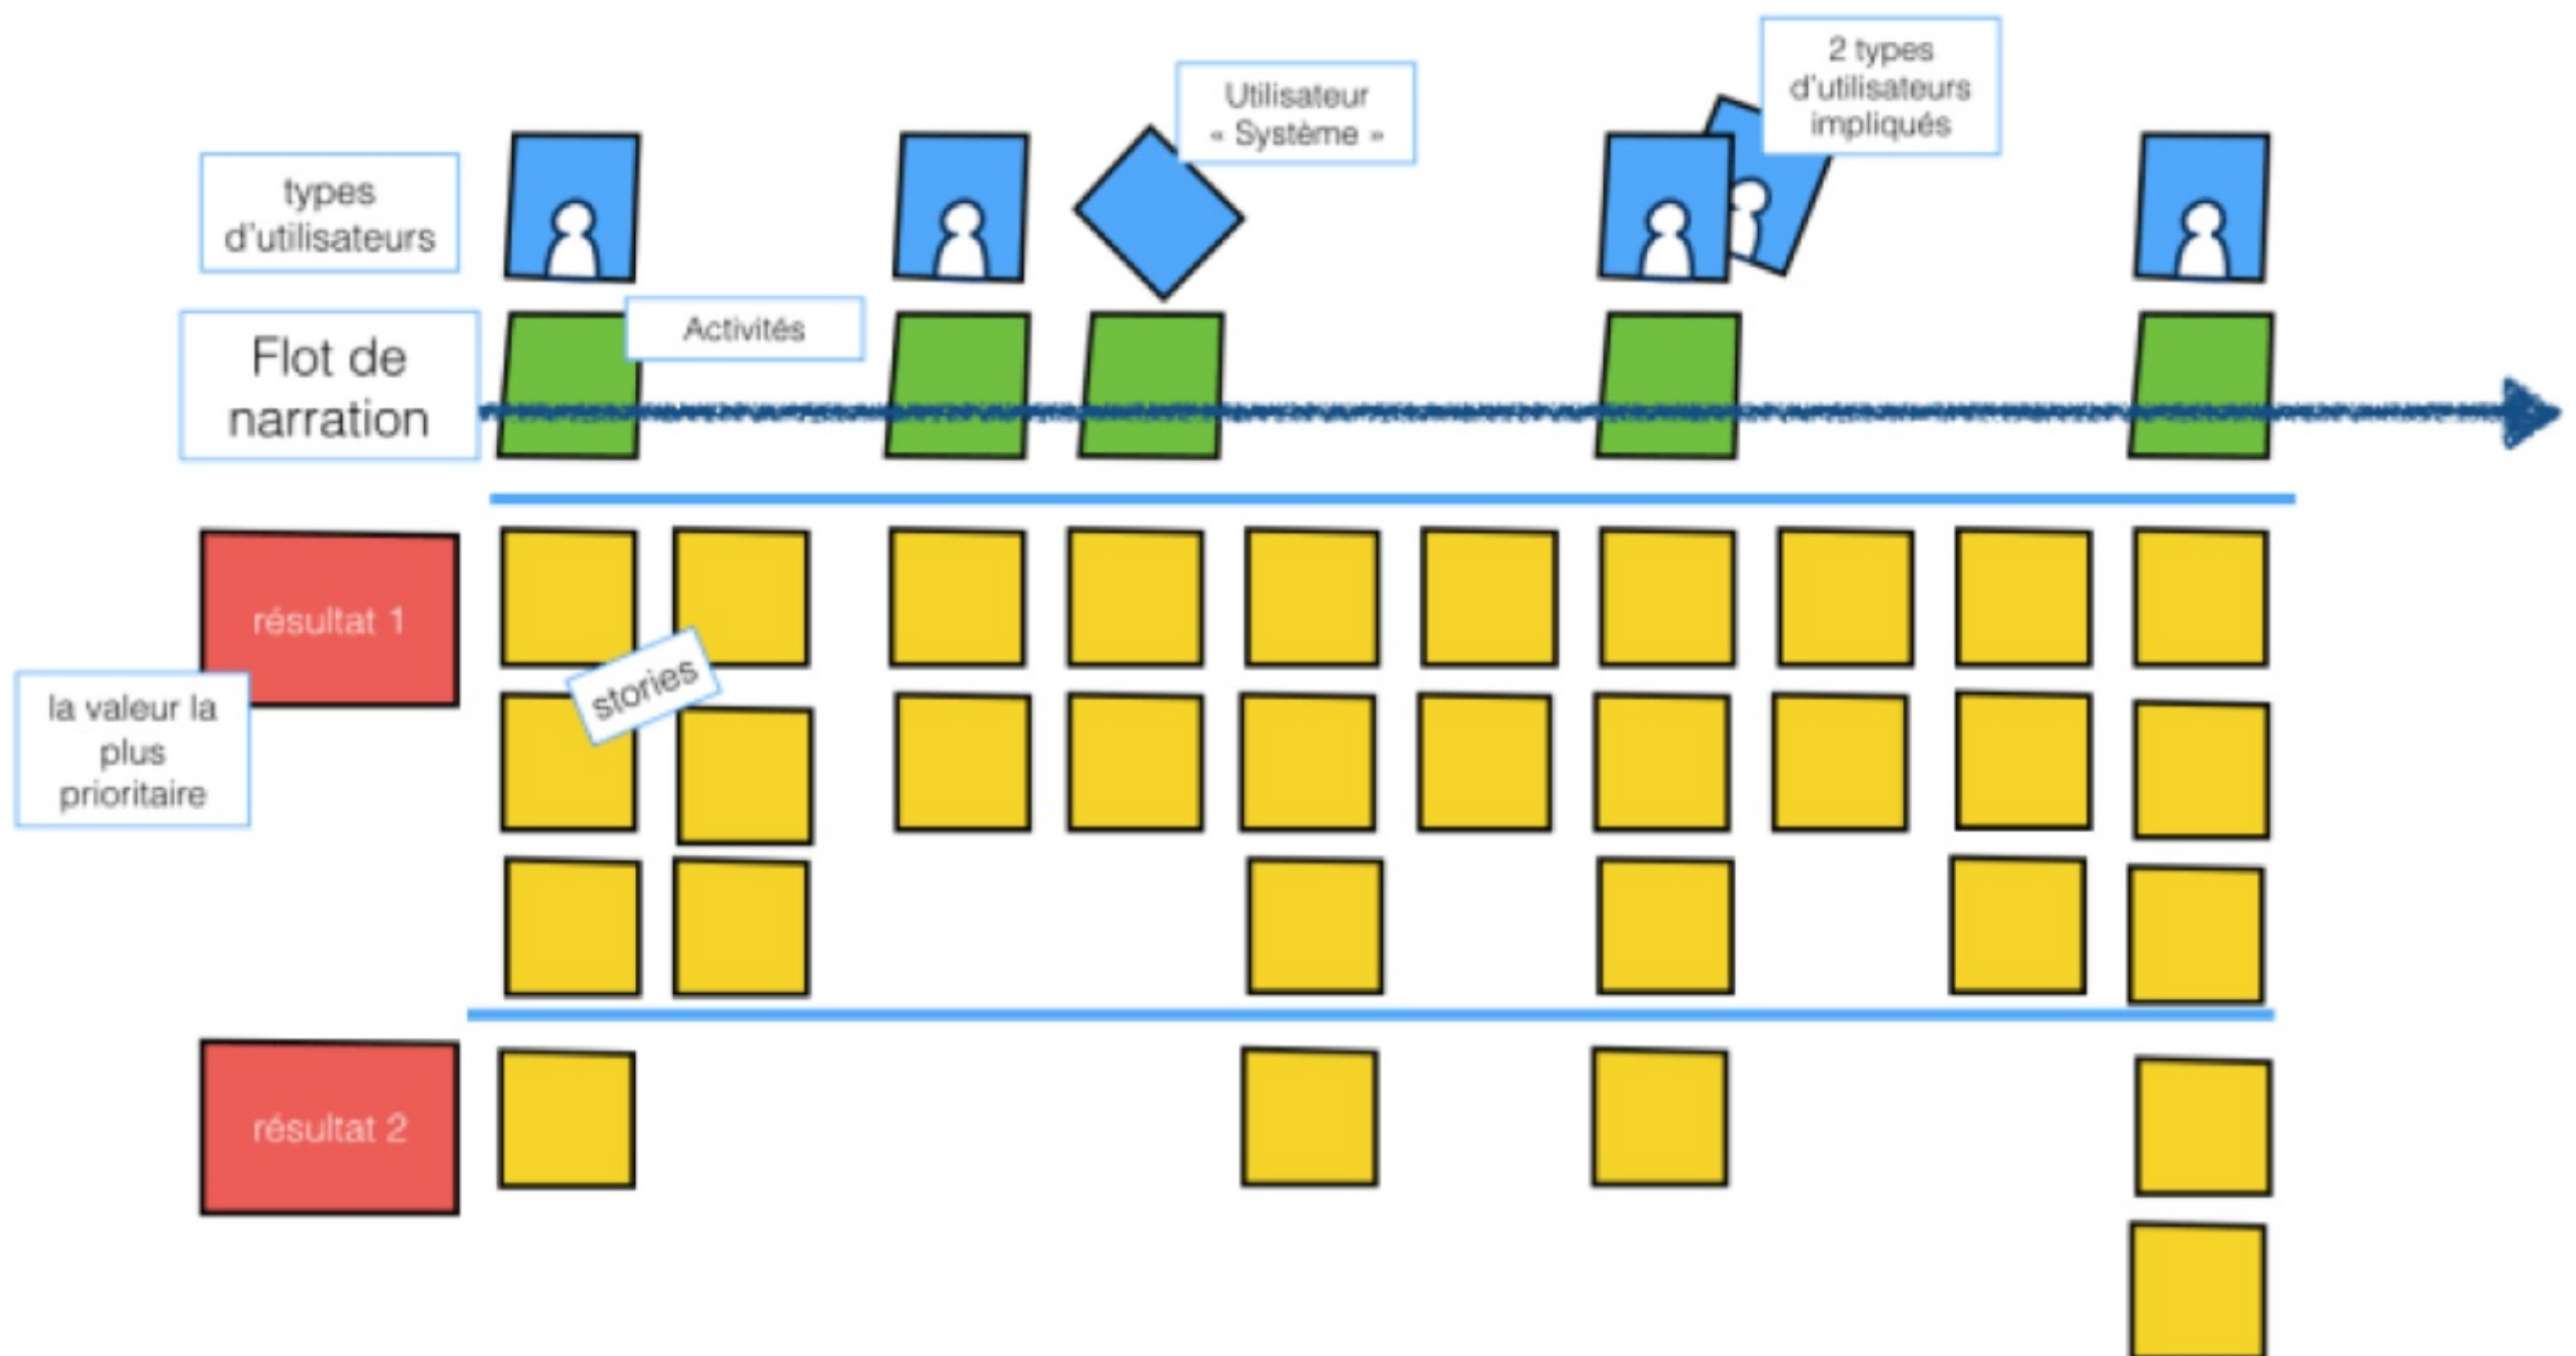 2 types
d'utilisateurs
impliqués
Utilisateur
« Système »
types
d'utilisateurs
Activités
Flot de
narration
résultat 1
stories
la valeur la
plus
prioritaire
résultat 2